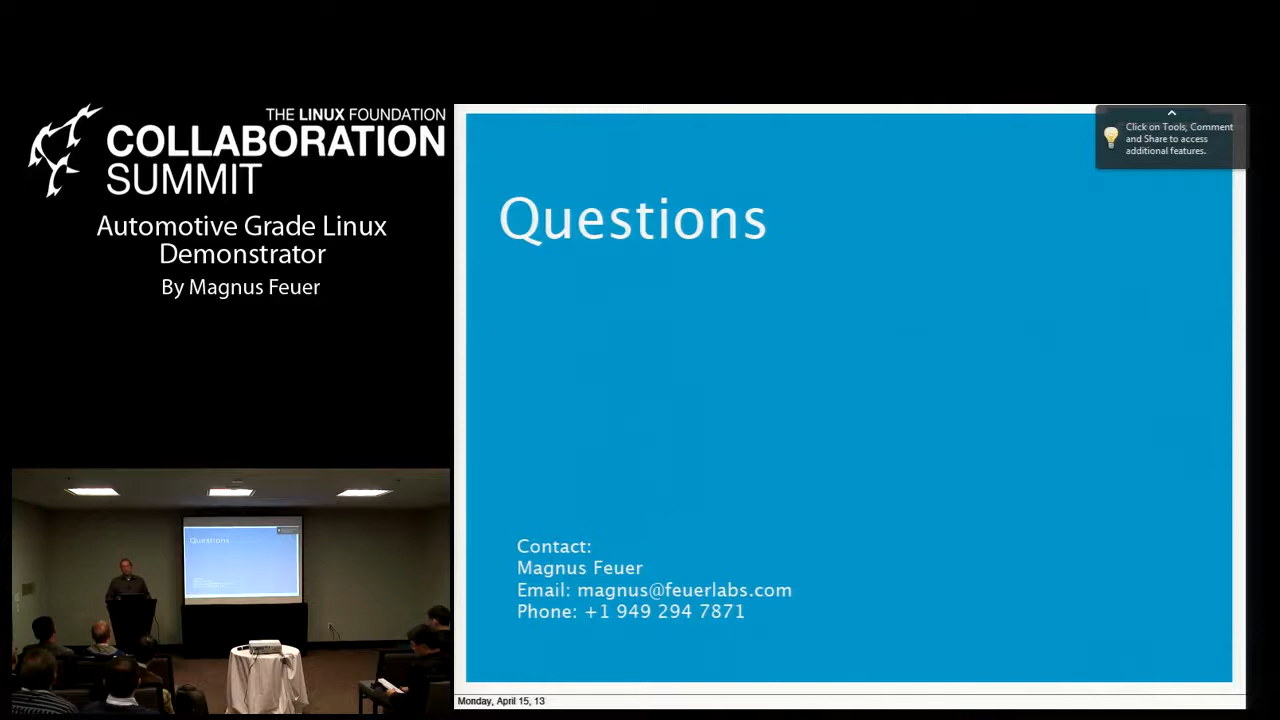 THE LINUX FOUNDATION
COLLABORATION
SUMMIT
Automotive Grade Linux
Demonstrator
By Magnus Feuer
Click on Tools, Comment
and Share to access
additional features.
Questions
Contact:
Magnus Feuer
Email: magnus@feuerlabs.com
Phone: +1 949 294 7871
Monday, April 15, 13
Questions